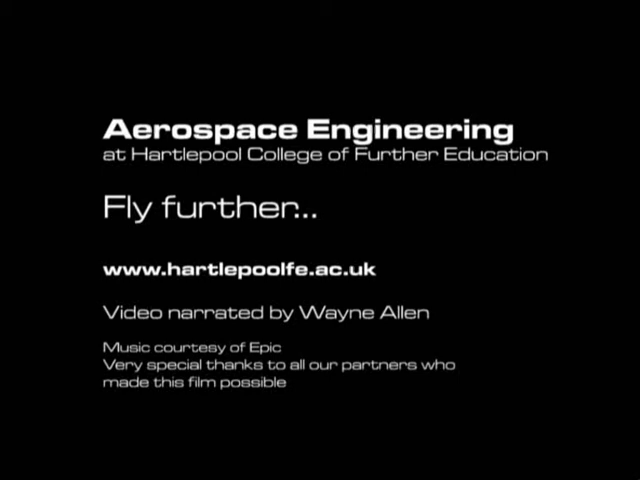 Aerospace Engineering
at Hartlepool College of Further Education
Fly further...
www.hartlepoolfe.ac.uk
Video narrated by Wayne Allen
Music courtesy of Epic
Very special thanks to all our partners who
made this film possible